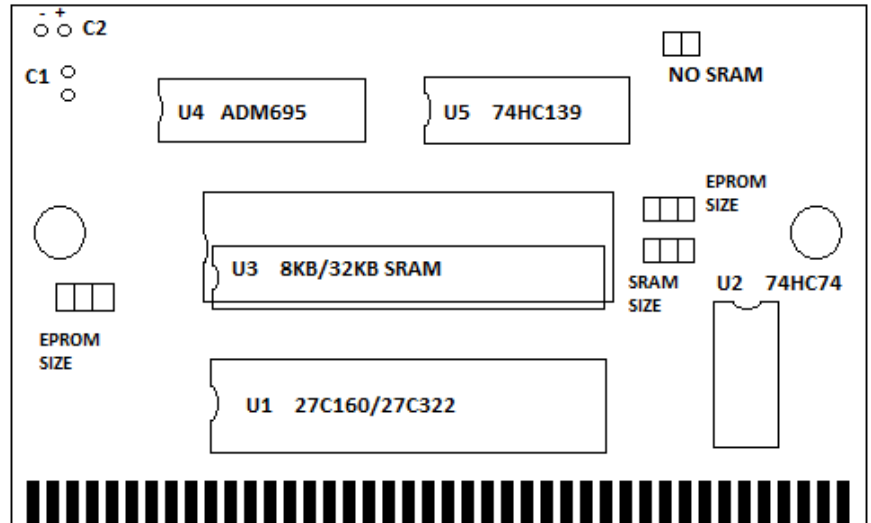 - +
C2
C1
NO SRAM
U4 ADM695
U5 74HC139
EPROM
SIZE
U3 8KB/32KB SRAM
SRAM
SIZE
U2 74HC74
EPROM
SIZE
U1 27C160/27C322